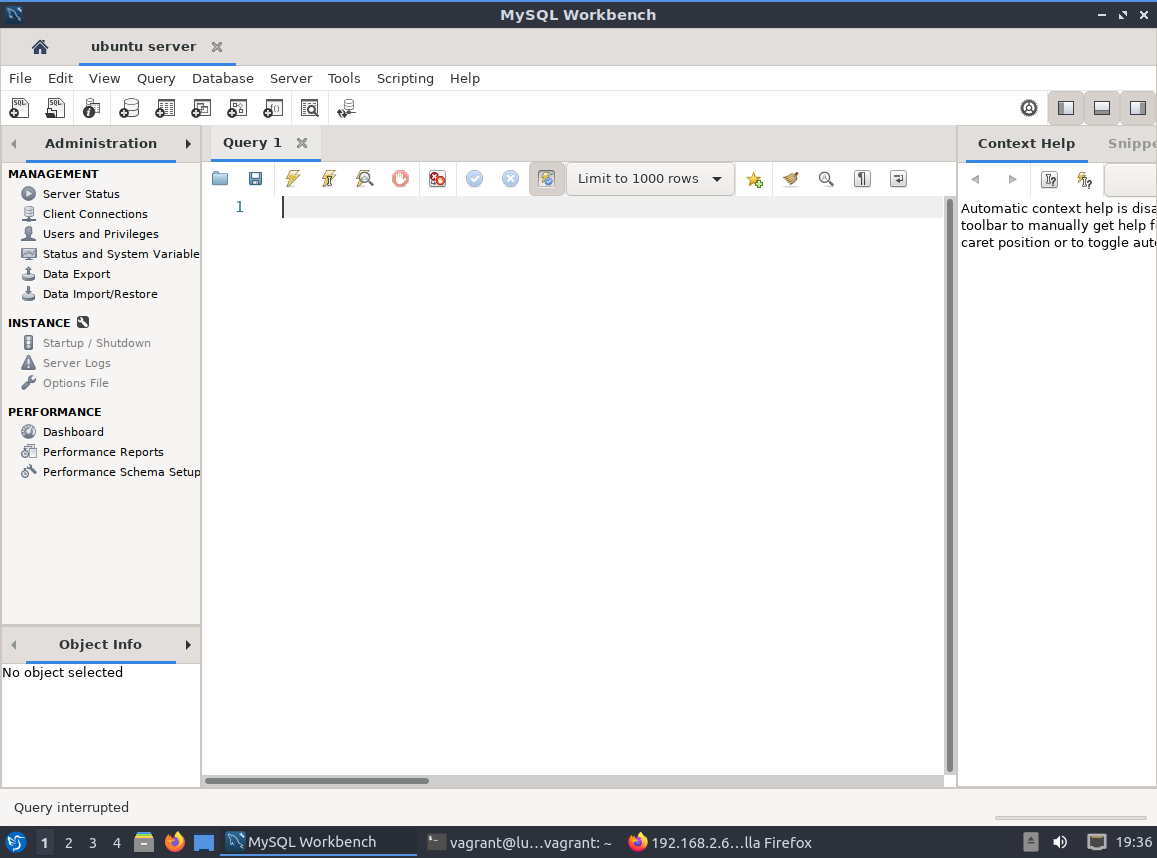 MySQL Workbench
ubuntu server
File Edit View Query Database Server Tools Scripting Help
SQL SQL
Administration
MANAGEMENT
Server Status
Client Connections
Users and Privileges
Status and System Variable
Data Export
Data Import/Restore
INSTANCE
Startup / Shutdown
Server Logs
Options File
PERFORMANCE
Dashboard
Performance Reports
Performance Schema Setup
Object Info
No object selected
Query 1
Limit to 1000 rows
1
Context Help Snippe
Automatic context help is disa
toolbar to manually get help f
caret position or to toggle auto
Query interrupted
1 2 3 4 MySQL Workbench vagrant@lu...vagrant: ~ 192.168.2.6...lla Firefox 19:36